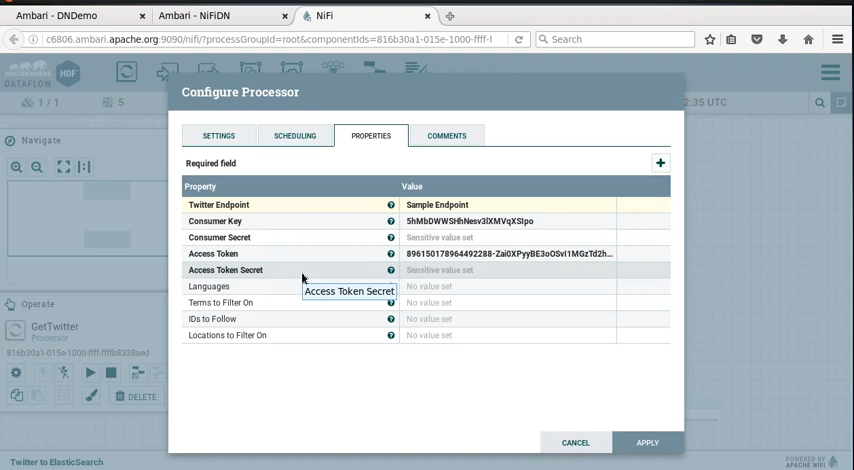 Ambari - DNDemo
Ambari - NiFiDN
NiFi
c6806.ambari.apache.org:9090/nifi/?processGroupId=root&componentIds=816b30a1-015e-1000-ffff-f
Search
HORTONWORKS
DATAFLOW
HDF
1 / 1
5
2:35 UTC
Configure Processor
SETTINGS
SCHEDULING
PROPERTIES
COMMENTS
Required field
Property Value
Twitter Endpoint Sample Endpoint
Consumer Key 5hMbDWWSHhNesv3lXMVqXSIpo
Consumer Secret Sensitive value set
Access Token 896150178964492288-Zai0XPyyBE3oOSvI1MGzTd2h...
Access Token Secret Sensitive value set
Access Token Secret
Languages No value set
Terms to Filter On No value set
IDs to Follow No value set
Locations to Filter On No value set
CANCEL
APPLY
Navigate
Operate
GetTwitter
Processor
816b30a1-015e-1000-ffff-ffffb8338aed
DELETE
Twitter to ElasticSearch
POWERED BY
APACHE NIFI